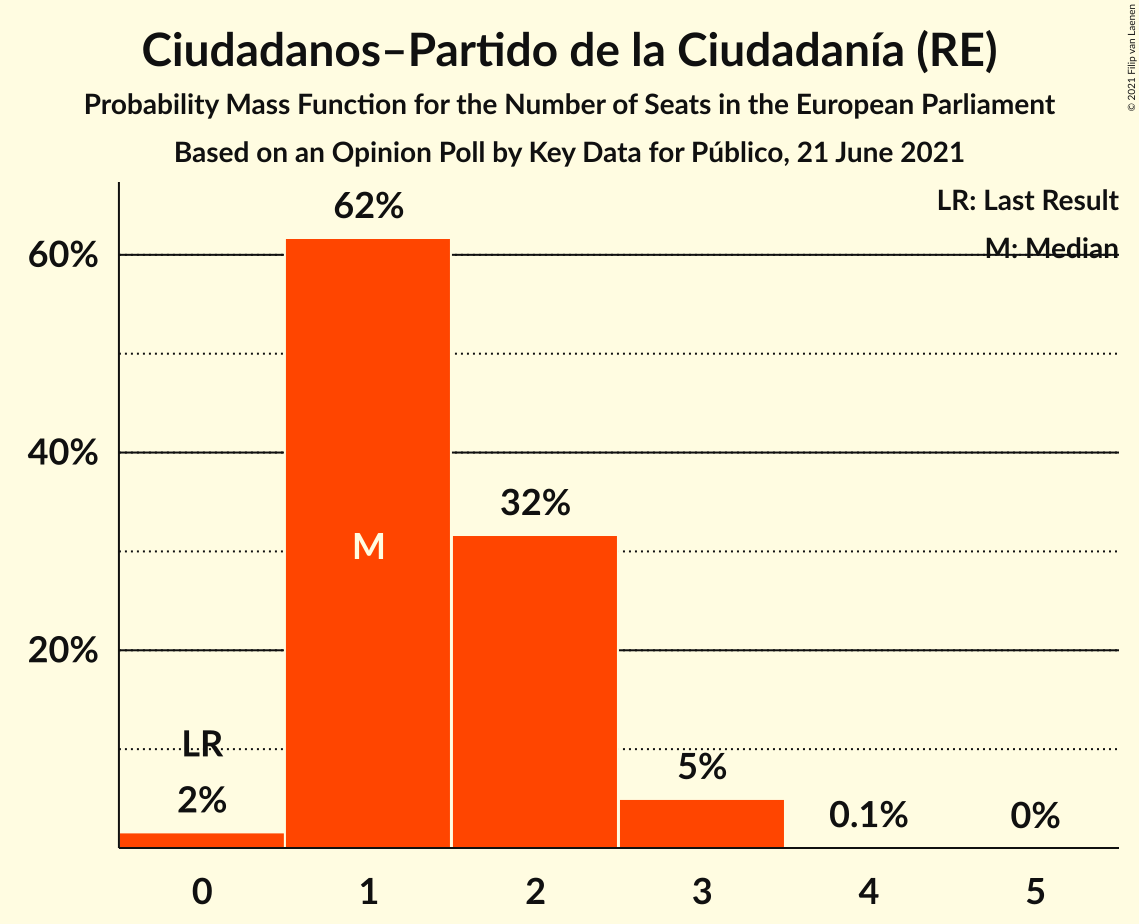 Ciudadanos–Partido de la Ciudadanía (RE)
Probability Mass Function for the Number of Seats in the European Parliament
Based on an Opinion Poll by Key Data for Público, 21 June 2021
© 2021 Filip van Laenen
LR: Last Result
M: Median
62%
60%
40%
32%
M
20%
LR
2%
5%
0.1%
0%
0 1 2 3 4 5